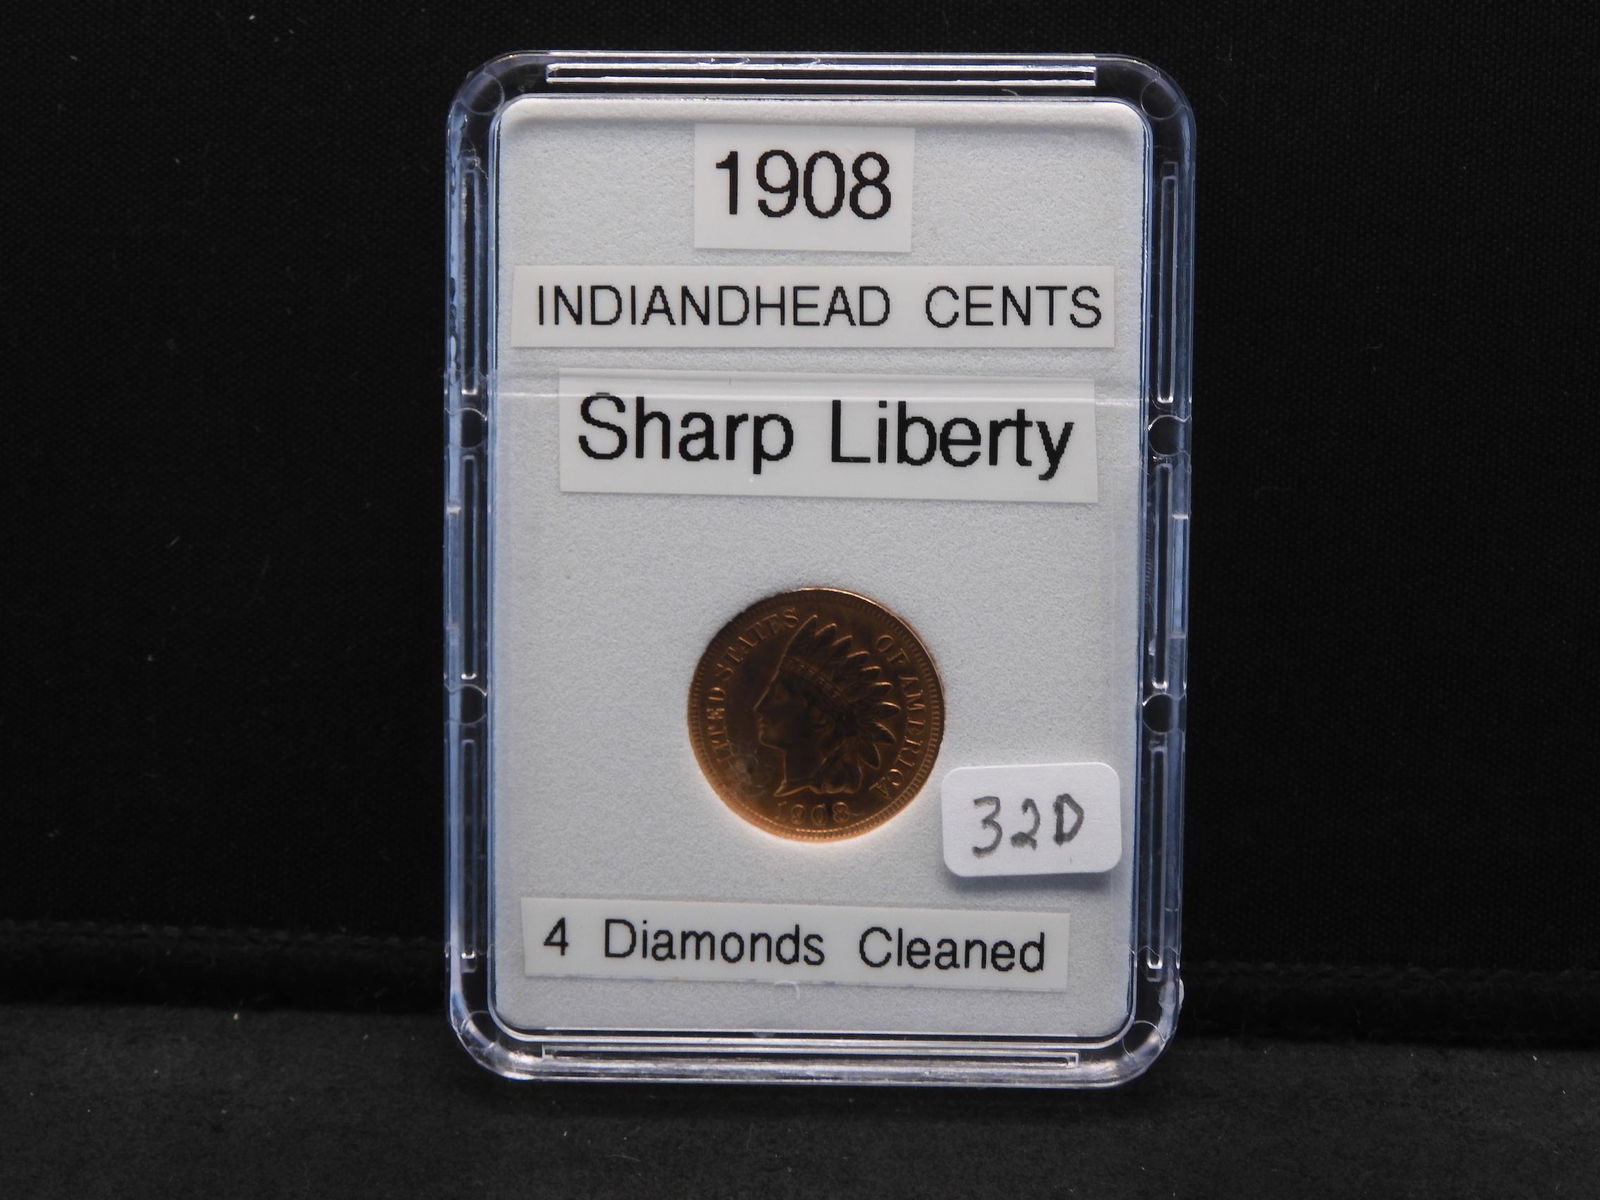 1908
INDIANDHEAD CENTS
Sharp Liberty
UNITED STATES OF AMERICA
1908
32D
4 Diamonds Cleaned